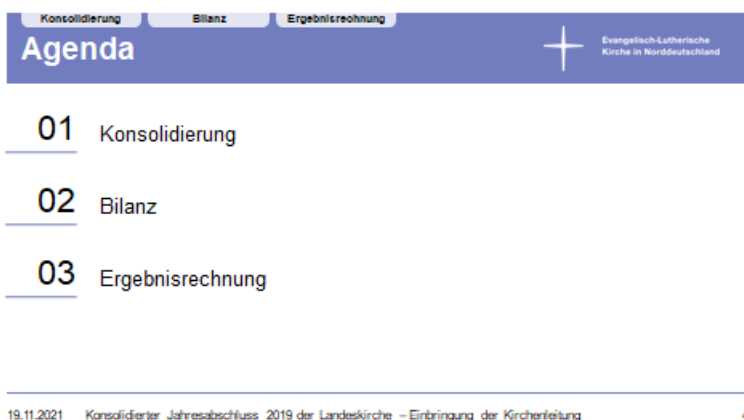 Konsolidierung Bilanz Ergebnisrechnung
Agenda
Evangelisch-Lutherische
Kirche in Norddeutschland
01 Konsolidierung
02 Bilanz
03 Ergebnisrechnung
19.11.2021 Konsolidierter Jahresabschluss 2019 der Landeskirche – Einbringung der Kirchenleitung